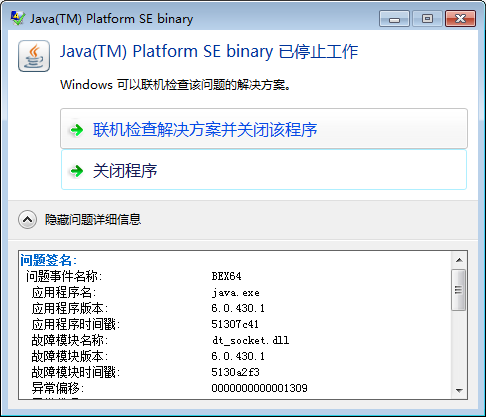 Java(TM) Platform SE binary
Java(TM) Platform SE binary 已停止工作
Windows 可以联机检查该问题的解决方案。
联机检查解决方案并关闭该程序
关闭程序
隐藏问题详细信息
问题签名:
问题事件名称: BEX64
应用程序名: java.exe
应用程序版本: 6.0.430.1
应用程序时间戳: 51307c41
故障模块名称: dt_socket.dll
故障模块版本: 6.0.430.1
故障模块时间戳: 5130a2f3
异常偏移: 0000000000001309